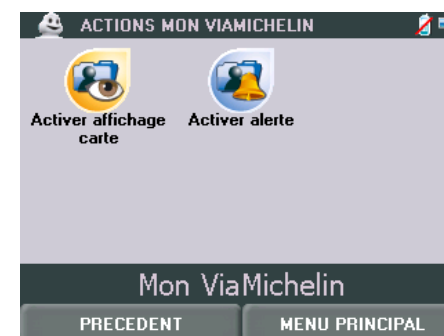 ACTIONS MON VIAMICHELIN
Activer affichage carte
Activer alerte
Mon ViaMichelin
PRECEDENT
MENU PRINCIPAL